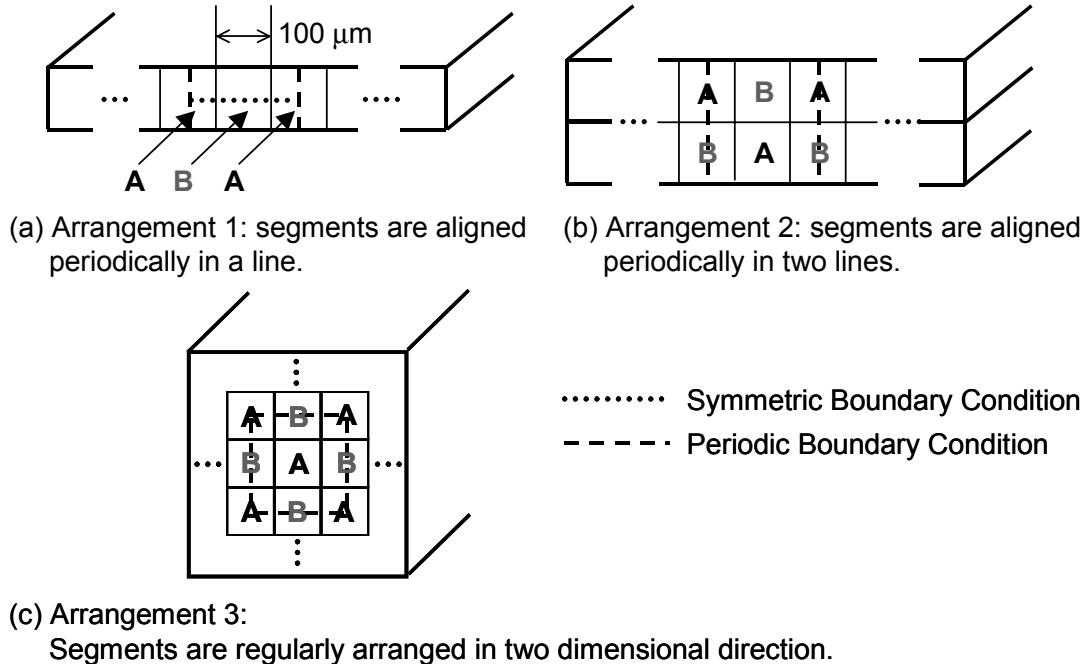 100 μm
... ....
A B A
(a) Arrangement 1: segments are aligned
periodically in a line.
A B A
... ....
B A B
(b) Arrangement 2: segments are aligned
periodically in two lines.
A B A
B A B
A B A
Symmetric Boundary Condition
Periodic Boundary Condition
(c) Arrangement 3:
Segments are regularly arranged in two dimensional direction.